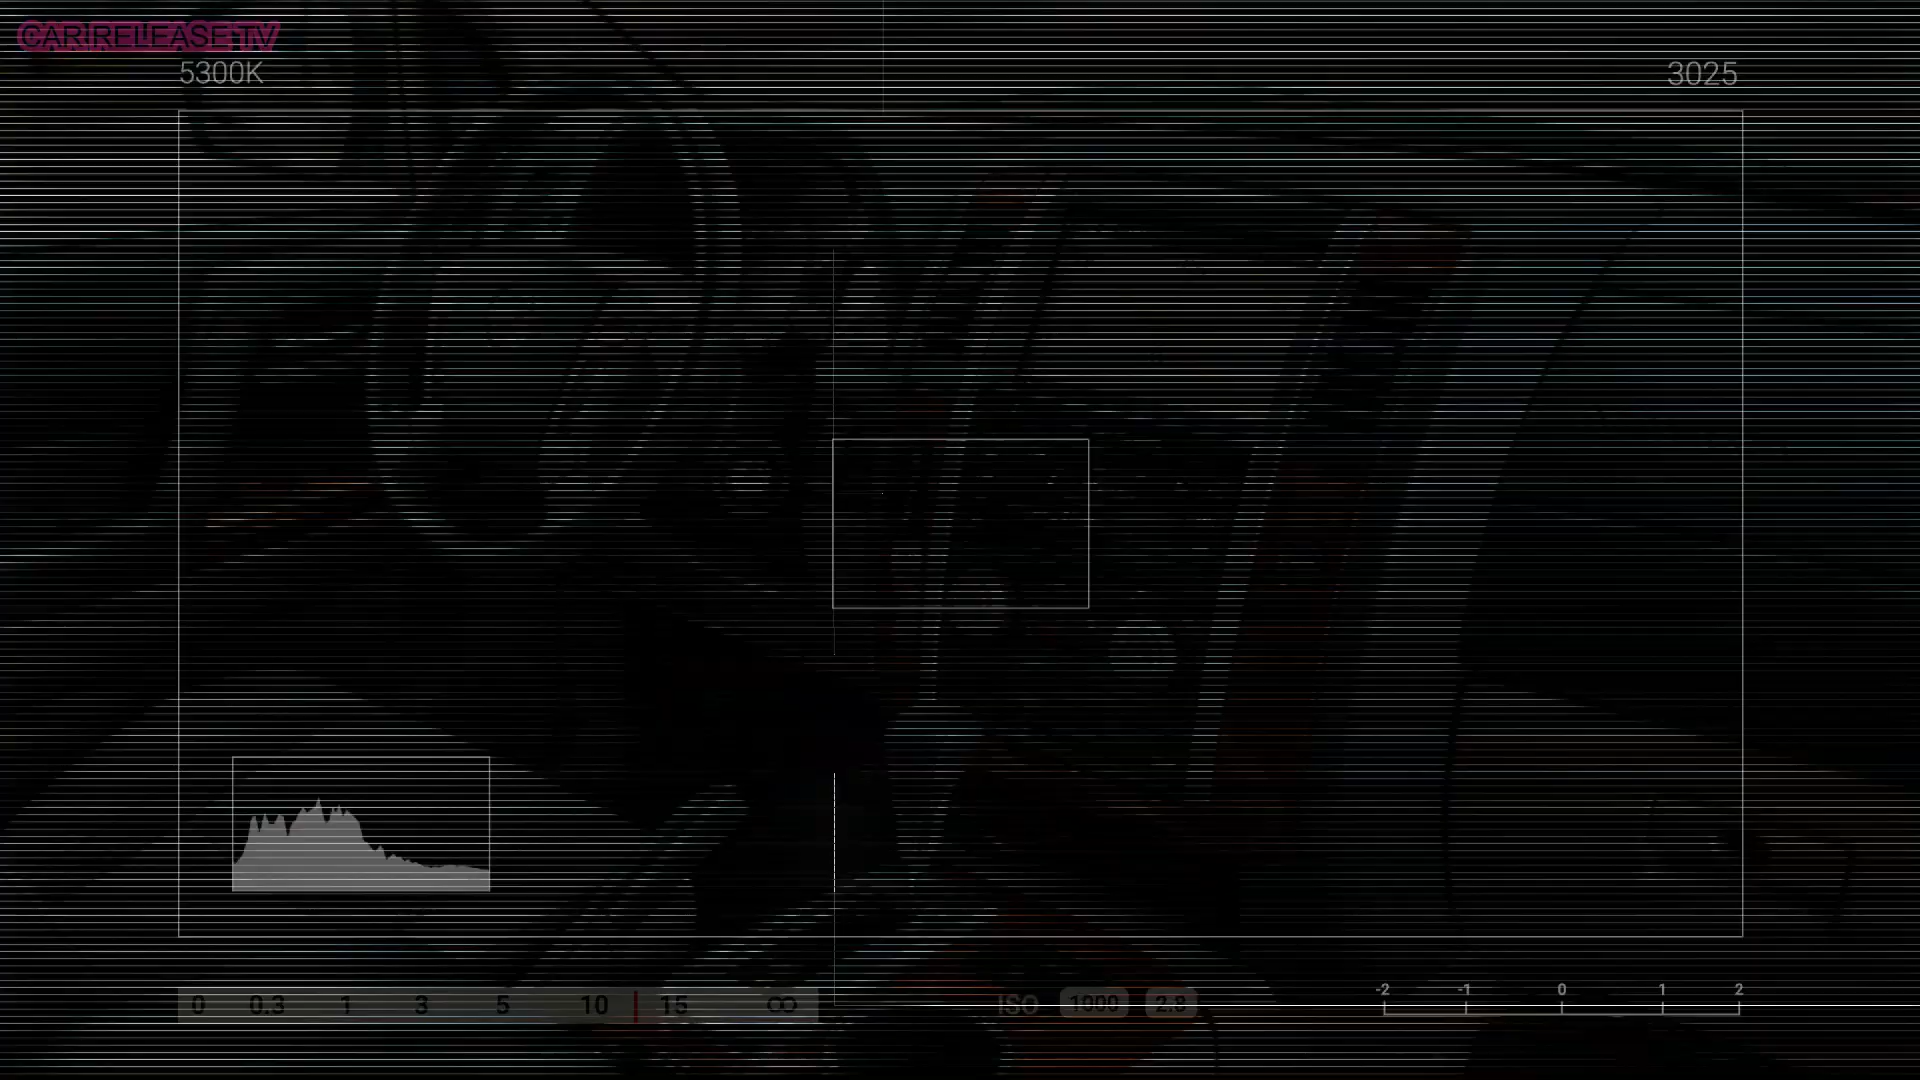 CAR RELEASE TV
5300K
3025
0 0.3 1 3 5 10 15 ∞
ISO 1000 2.8
-2 -1 0 1 2